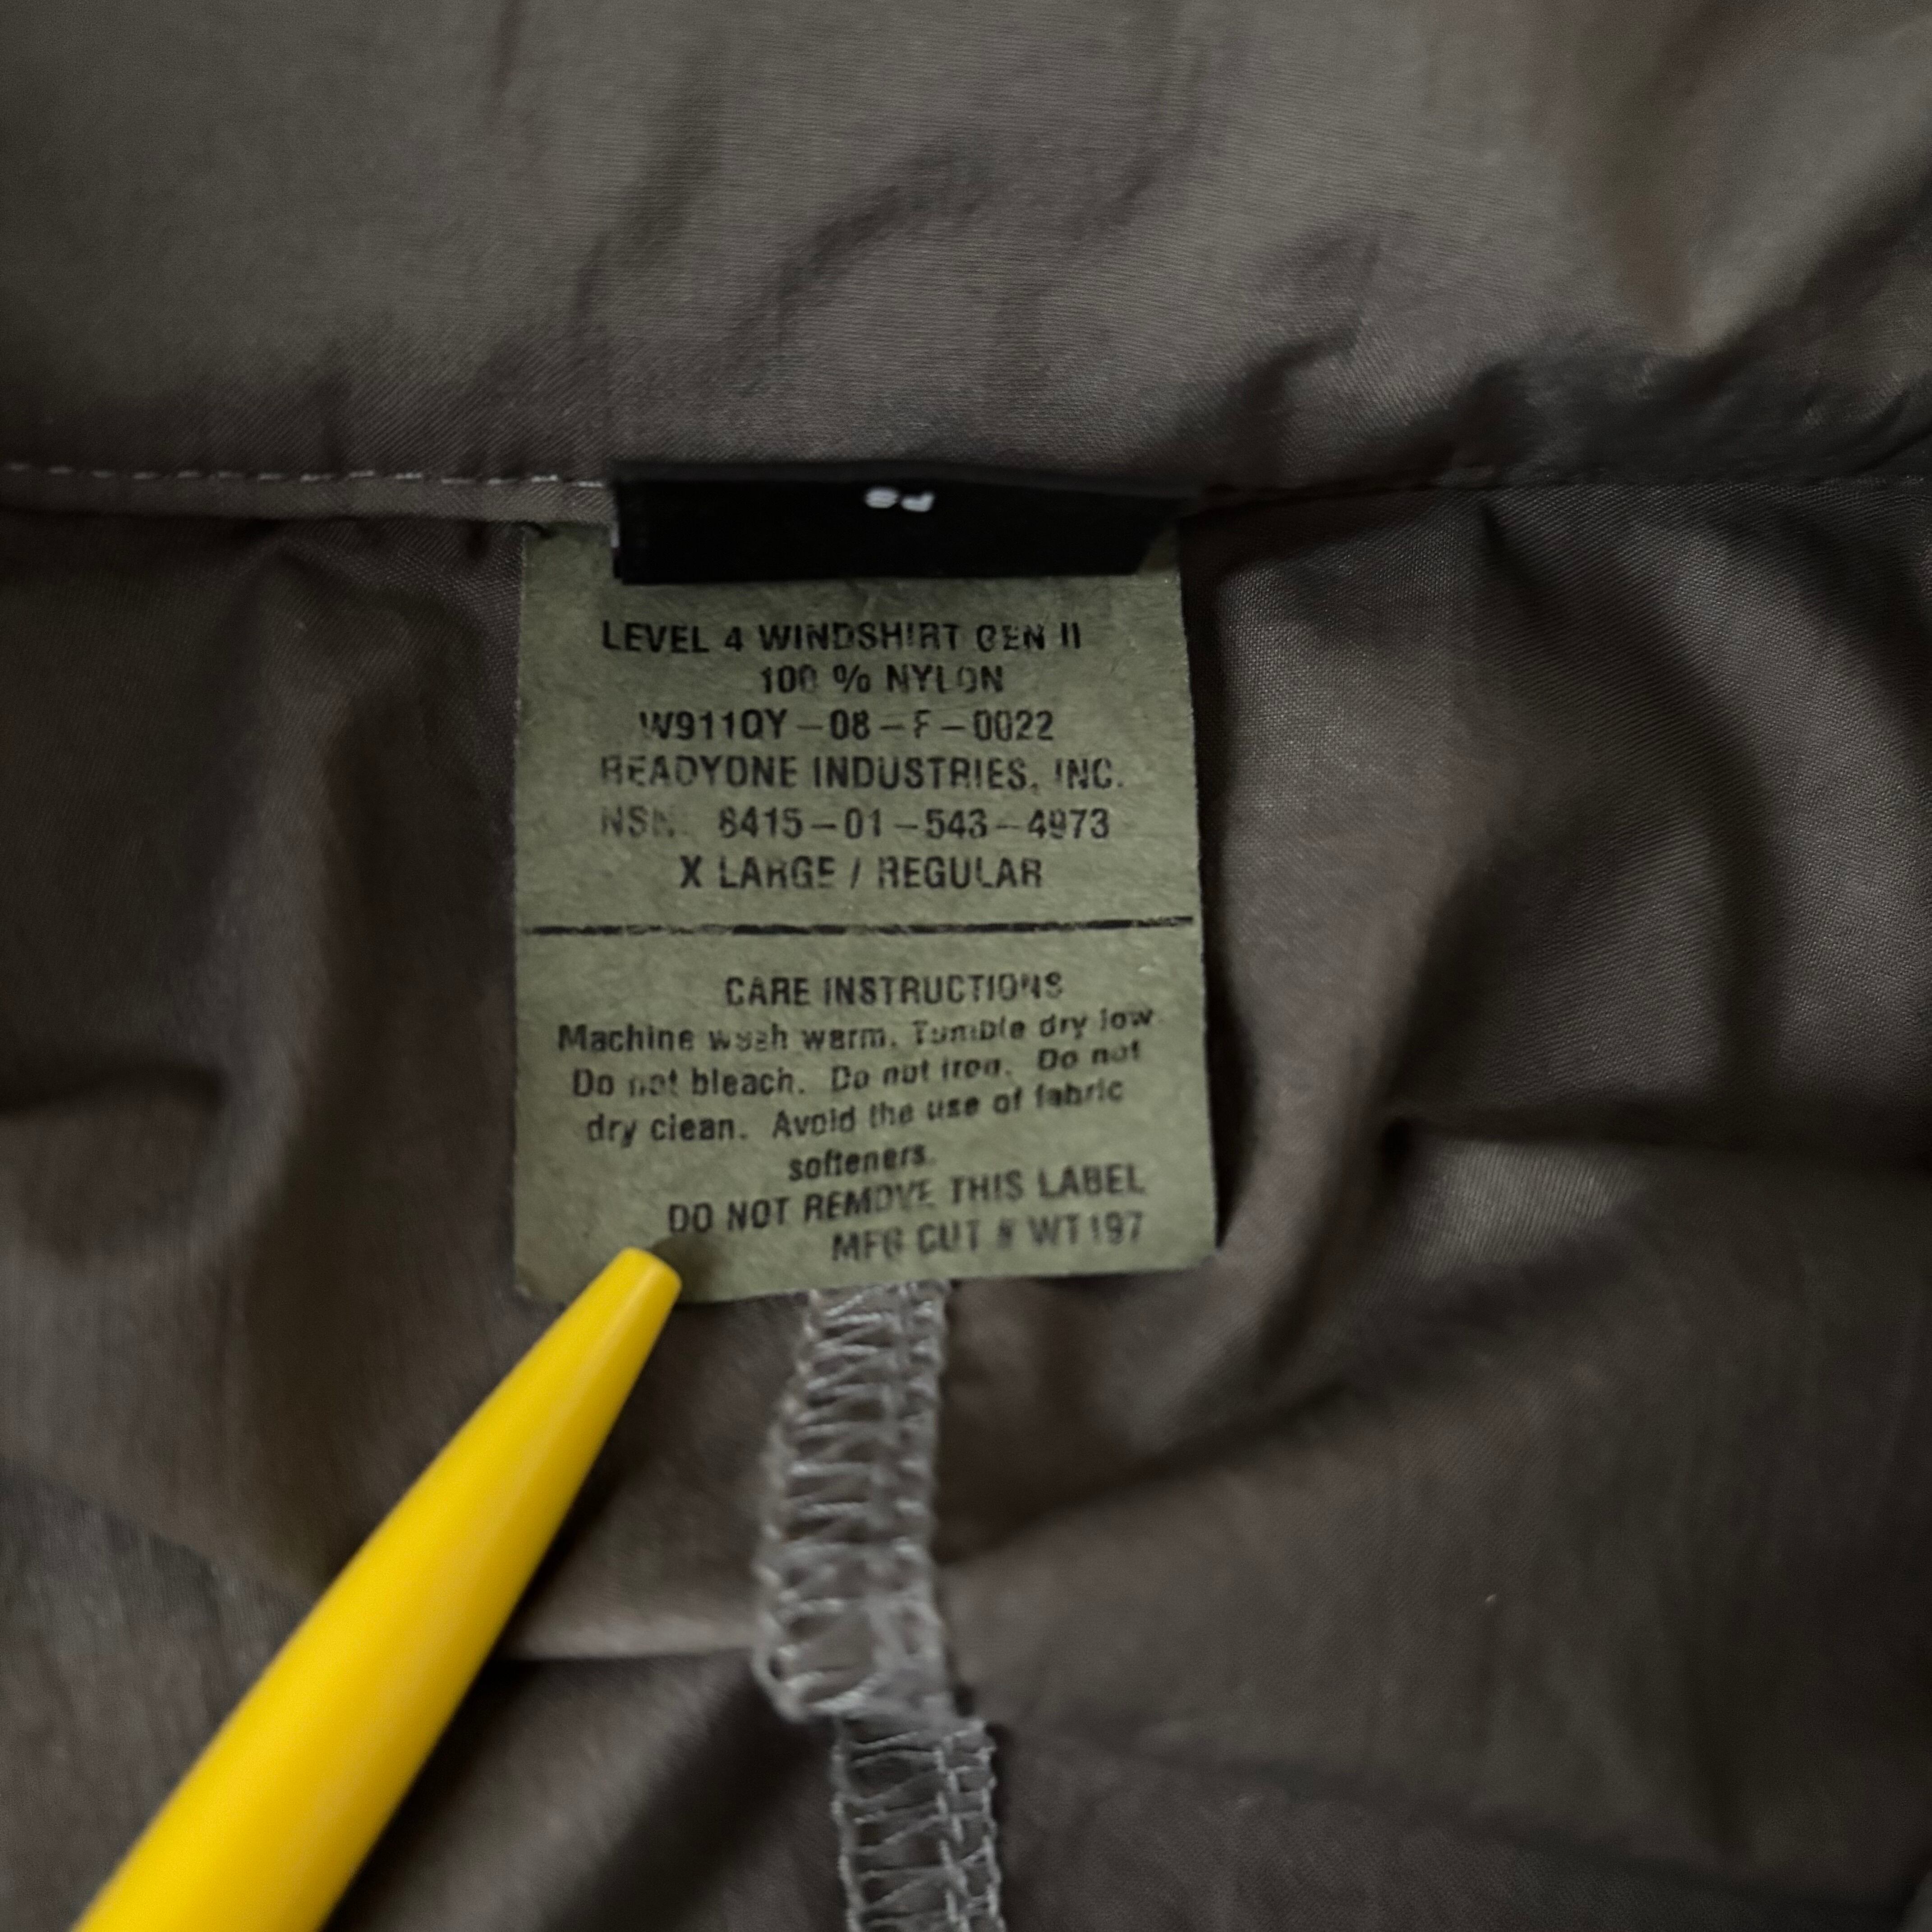 LEVEL 4 WINDSHIRT GEN II
100 % NYLON
W911QY-08-F-0022
READYONE INDUSTRIES, INC.
NSN 8415-01-543-4973
X LARGE / REGULAR
CARE INSTRUCTIONS
Machine wash warm. Tumble dry low.
Do not bleach. Do not iron. Do not
dry clean. Avoid the use of fabric
softeners.
DO NOT REMOVE THIS LABEL
MFG CUT # WT197